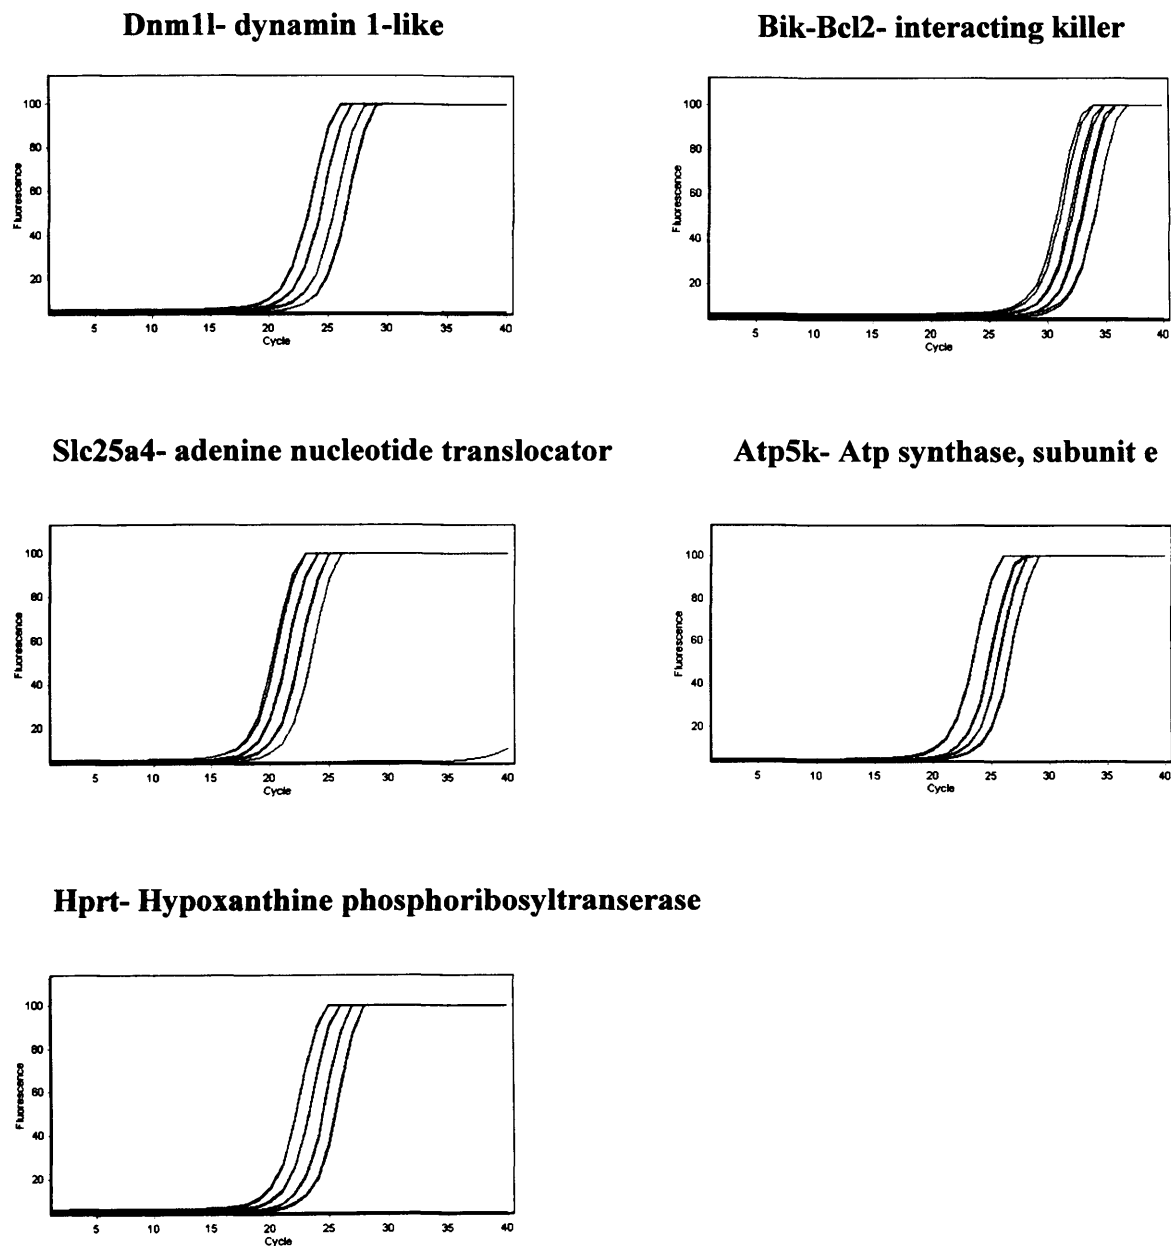 Dnm1l- dynamin 1-like
Bik-Bcl2- interacting killer
100
80
60
40
20
Fluorescence
5 10 15 20 25 30 35 40
Cycle
100
80
60
40
20
Fluorescence
5 10 15 20 25 30 35 40
Cycle
Slc25a4- adenine nucleotide translocator
Atp5k- Atp synthase, subunit e
100
80
60
40
20
Fluorescence
5 10 15 20 25 30 35 40
Cycle
100
80
60
40
20
Fluorescence
5 10 15 20 25 30 35 40
Cycle
Hprt- Hypoxanthine phosphoribosyltranserase
100
80
60
40
20
Fluorescence
5 10 15 20 25 30 35 40
Cycle